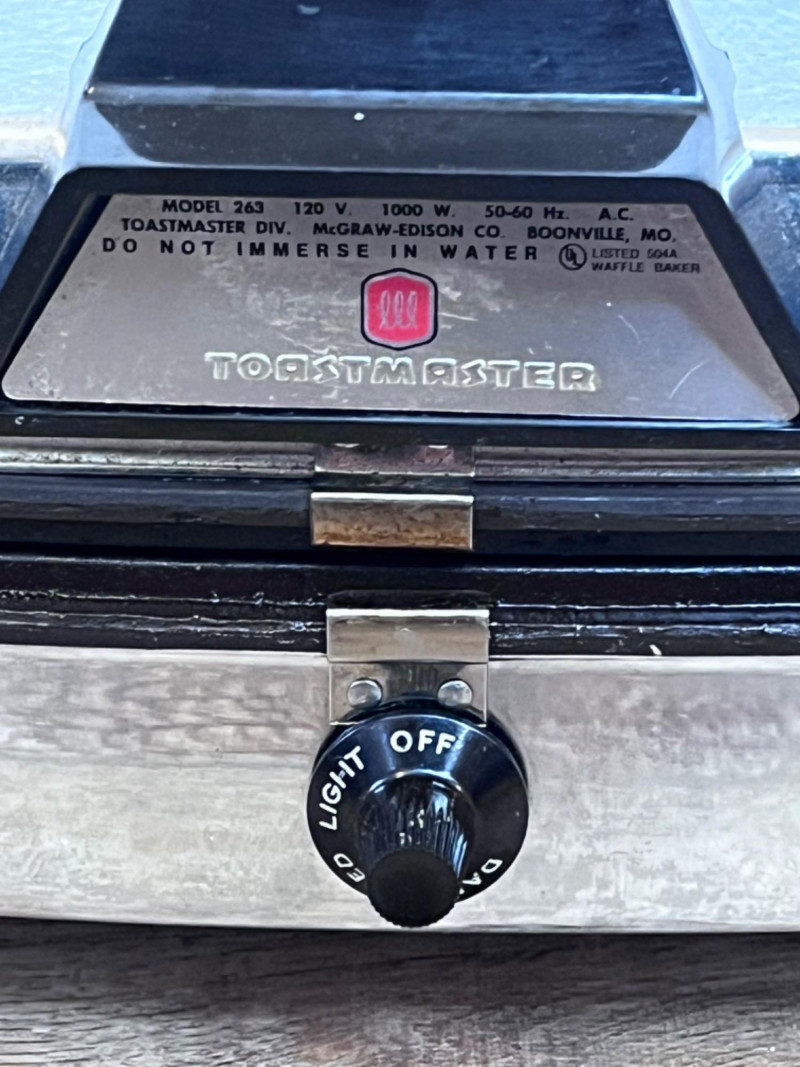 MODEL 263 120 V. 1000 W. 50-60 Hz. A.C.
TOASTMASTER DIV. McGRAW-EDISON CO. BOONVILLE, MO.
DO NOT IMMERSE IN WATER UL LISTED 504A
WAFFLE BAKER
TOASTMASTER
OFF
LIGHT